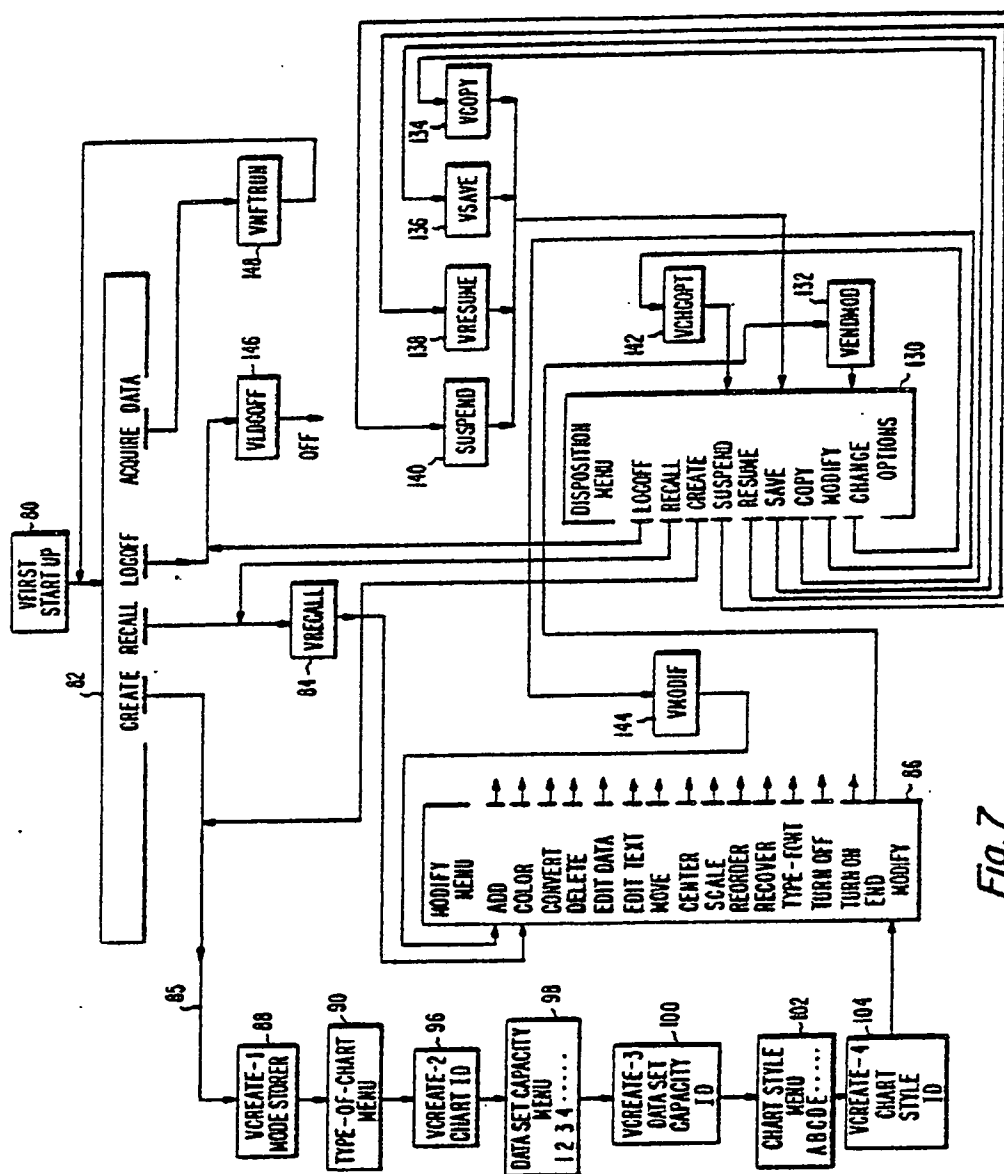 VFIRST
START UP
80
82
CREATE
RECALL
LOGOFF
ACQUIRE DATA
VRECALL
84
VLOGOFF
146
OFF
VMFTRUN
148
85
VCREATE-1
MODE STORER
88
TYPE-OF-CHART
MENU
90
VCREATE-2
CHART ID
96
DATA SET CAPACITY
MENU
1 2 3 4 ......
98
VCREATE-3
DATA SET
CAPACITY
ID
100
CHART STYLE
MENU
ABCDE.....
102
VCREATE-4
CHART
STYLE
ID
104
MODIFY
MENU
ADD
COLOR
CONVERT
DELETE
EDIT DATA
EDIT TEXT
MOVE
CENTER
SCALE
REORDER
RECOVER
TYPE-FONT
TURN OFF
TURN ON
END
MODIFY
86
VMODIF
144
SUSPEND
140
VRESUME
138
VSAVE
136
VCOPY
134
VCHGOPT
142
VENDMOD
132
DISPOSITION
MENU
LOGOFF
RECALL
CREATE
SUSPEND
RESUME
SAVE
COPY
MODIFY
CHANGE
OPTIONS
130
Fig. 7